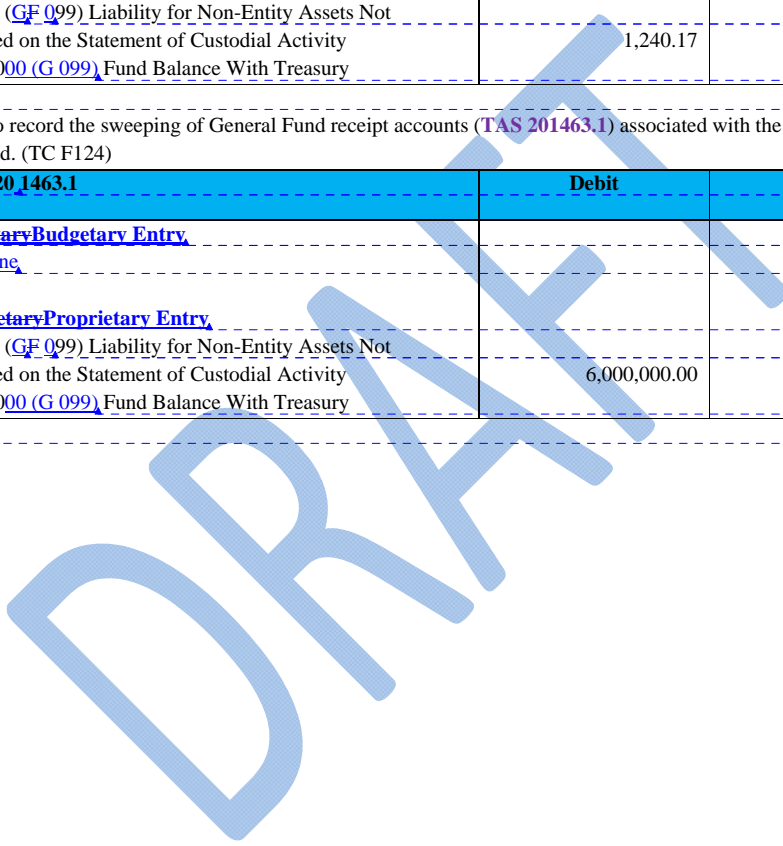 (GF 099) Liability for Non-Entity Assets Not
ed on the Statement of Custodial Activity 1,240.17
000 (G 099) Fund Balance With Treasury
o record the sweeping of General Fund receipt accounts (TAS 201463.1) associated with the
d. (TC F124)
20 1463.1 Debit
aryBudgetary Entry
ne
etaryProprietary Entry
(GF 099) Liability for Non-Entity Assets Not
ed on the Statement of Custodial Activity 6,000,000.00
000 (G 099) Fund Balance With Treasury
DRAFT